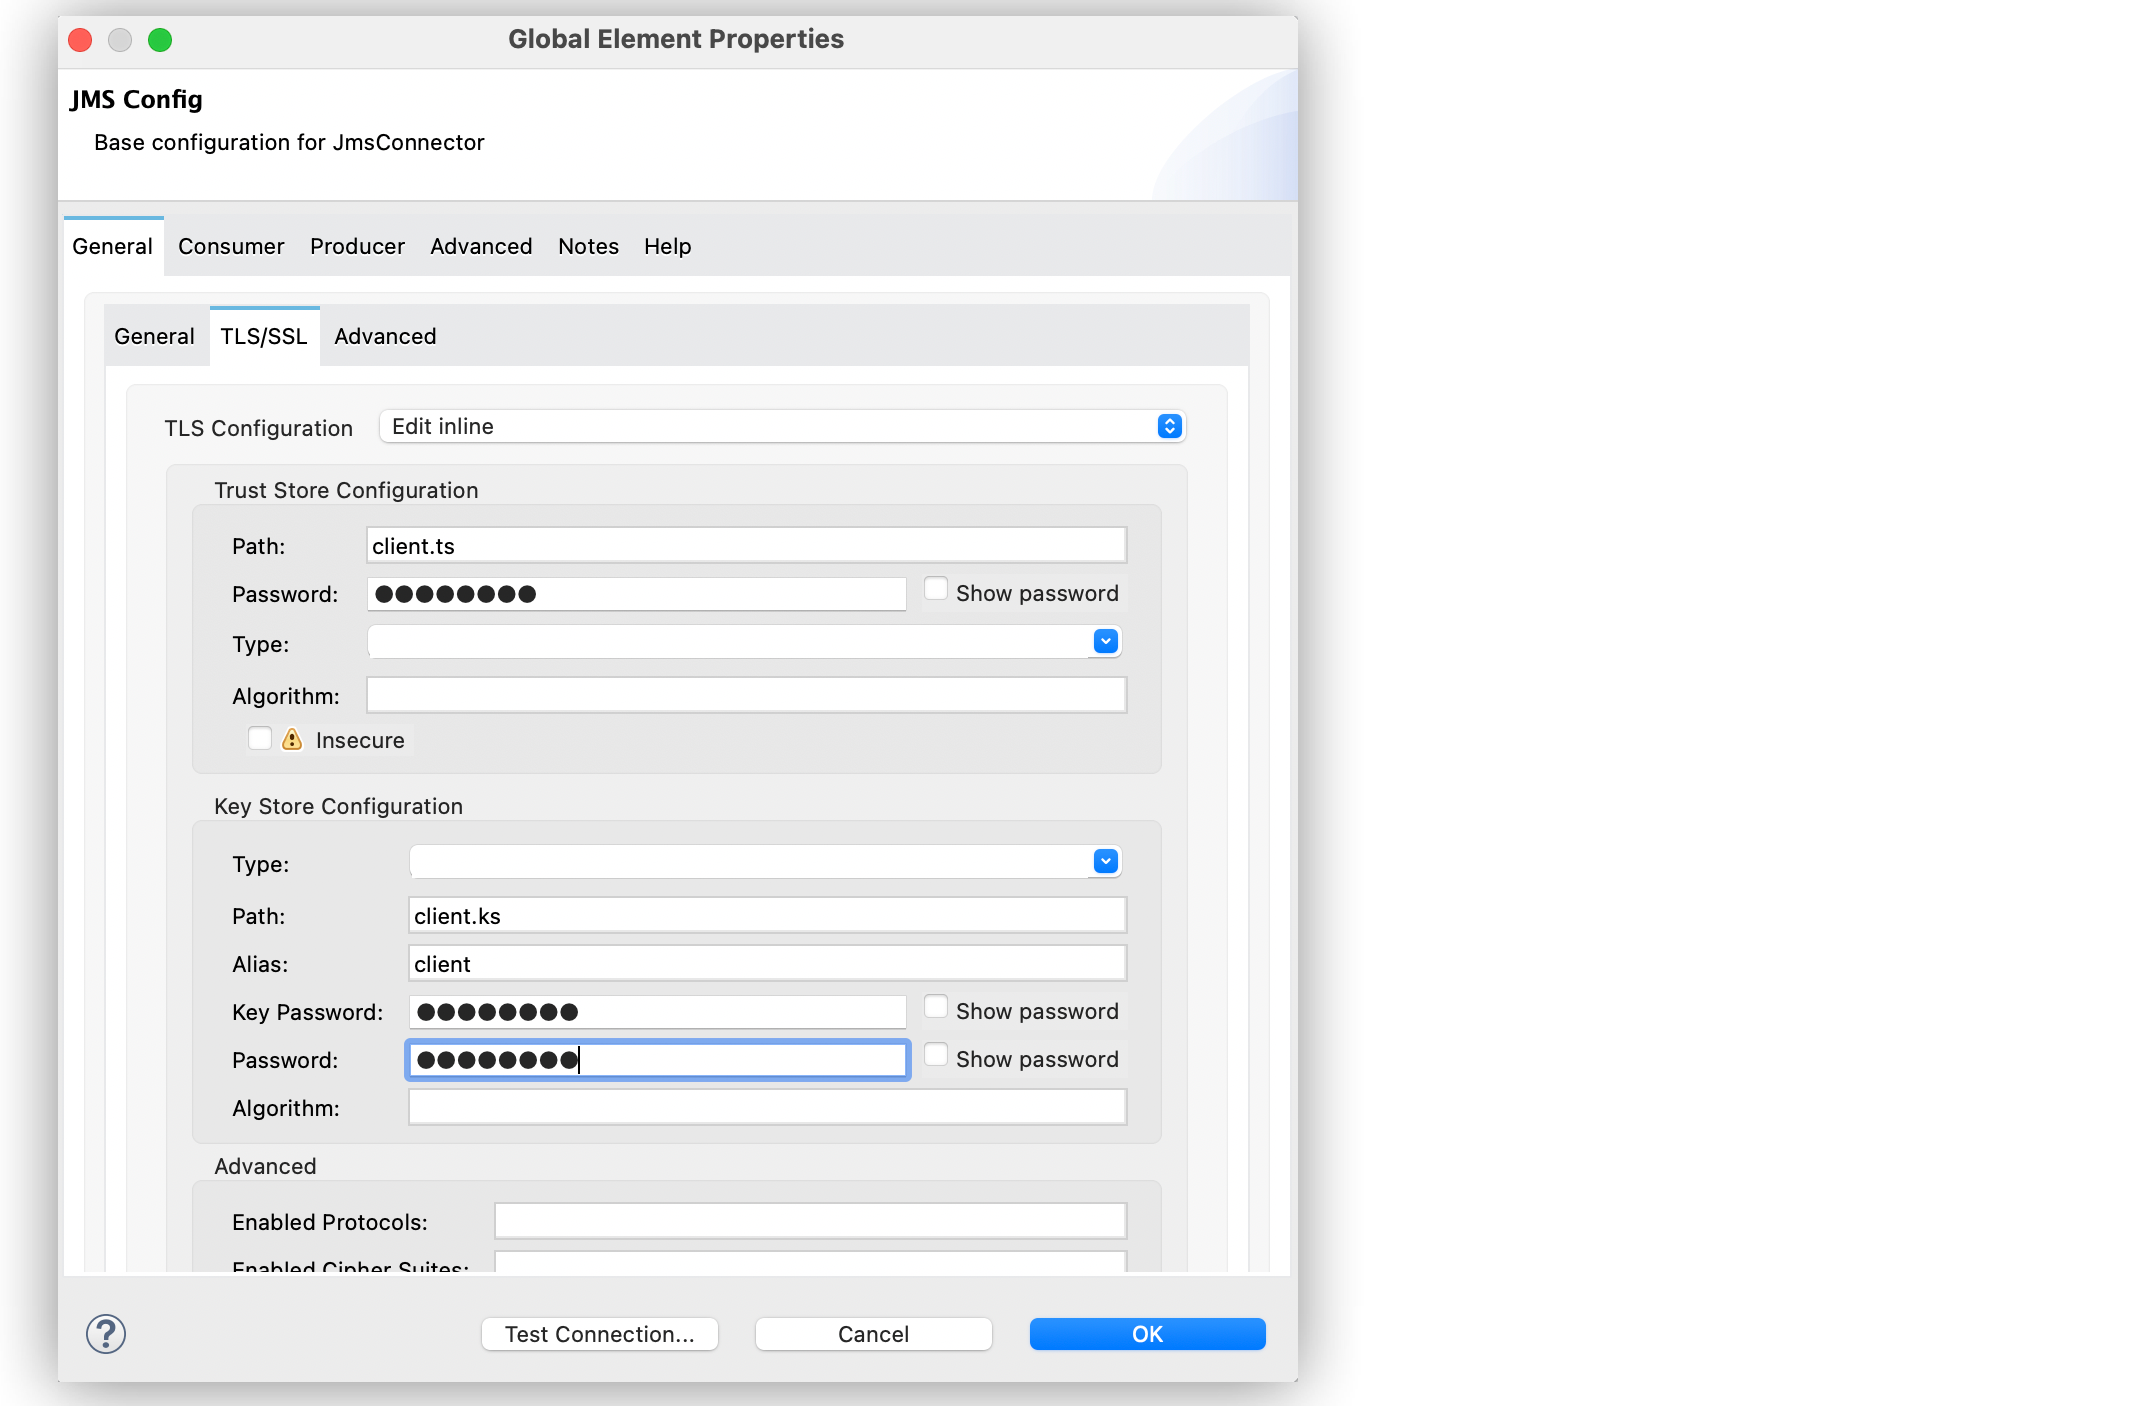 Global Element Properties
JMS Config
Base configuration for JmsConnector
General Consumer Producer Advanced Notes Help
General TLS/SSL Advanced
TLS Configuration Edit inline
Trust Store Configuration
Path: client.ts
Password: ●●●●●●●● Show password
Type:
Algorithm:
Insecure
Key Store Configuration
Type:
Path: client.ks
Alias: client
Key Password: ●●●●●●●● Show password
Password: ●●●●●●●● Show password
Algorithm:
Advanced
Enabled Protocols:
Enabled Cipher Suites:
? Test Connection... Cancel OK